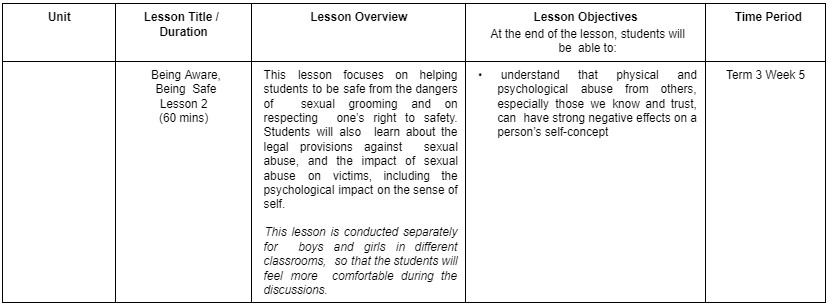 Unit
Lesson Title /
Duration
Lesson Overview
Lesson Objectives
At the end of the lesson, students will
be able to:
Time Period
Being Aware,
Being Safe
Lesson 2
(60 mins)
This lesson focuses on helping
students to be safe from the dangers
of sexual grooming and on
respecting one's right to safety.
Students will also learn about the
legal provisions against sexual
abuse, and the impact of sexual
abuse on victims, including the
psychological impact on the sense of
self.
This lesson is conducted separately
for boys and girls in different
classrooms, so that the students will
feel more comfortable during the
discussions.
• understand that physical and
psychological abuse from others,
especially those we know and trust,
can have strong negative effects on a
person's self-concept
Term 3 Week 5